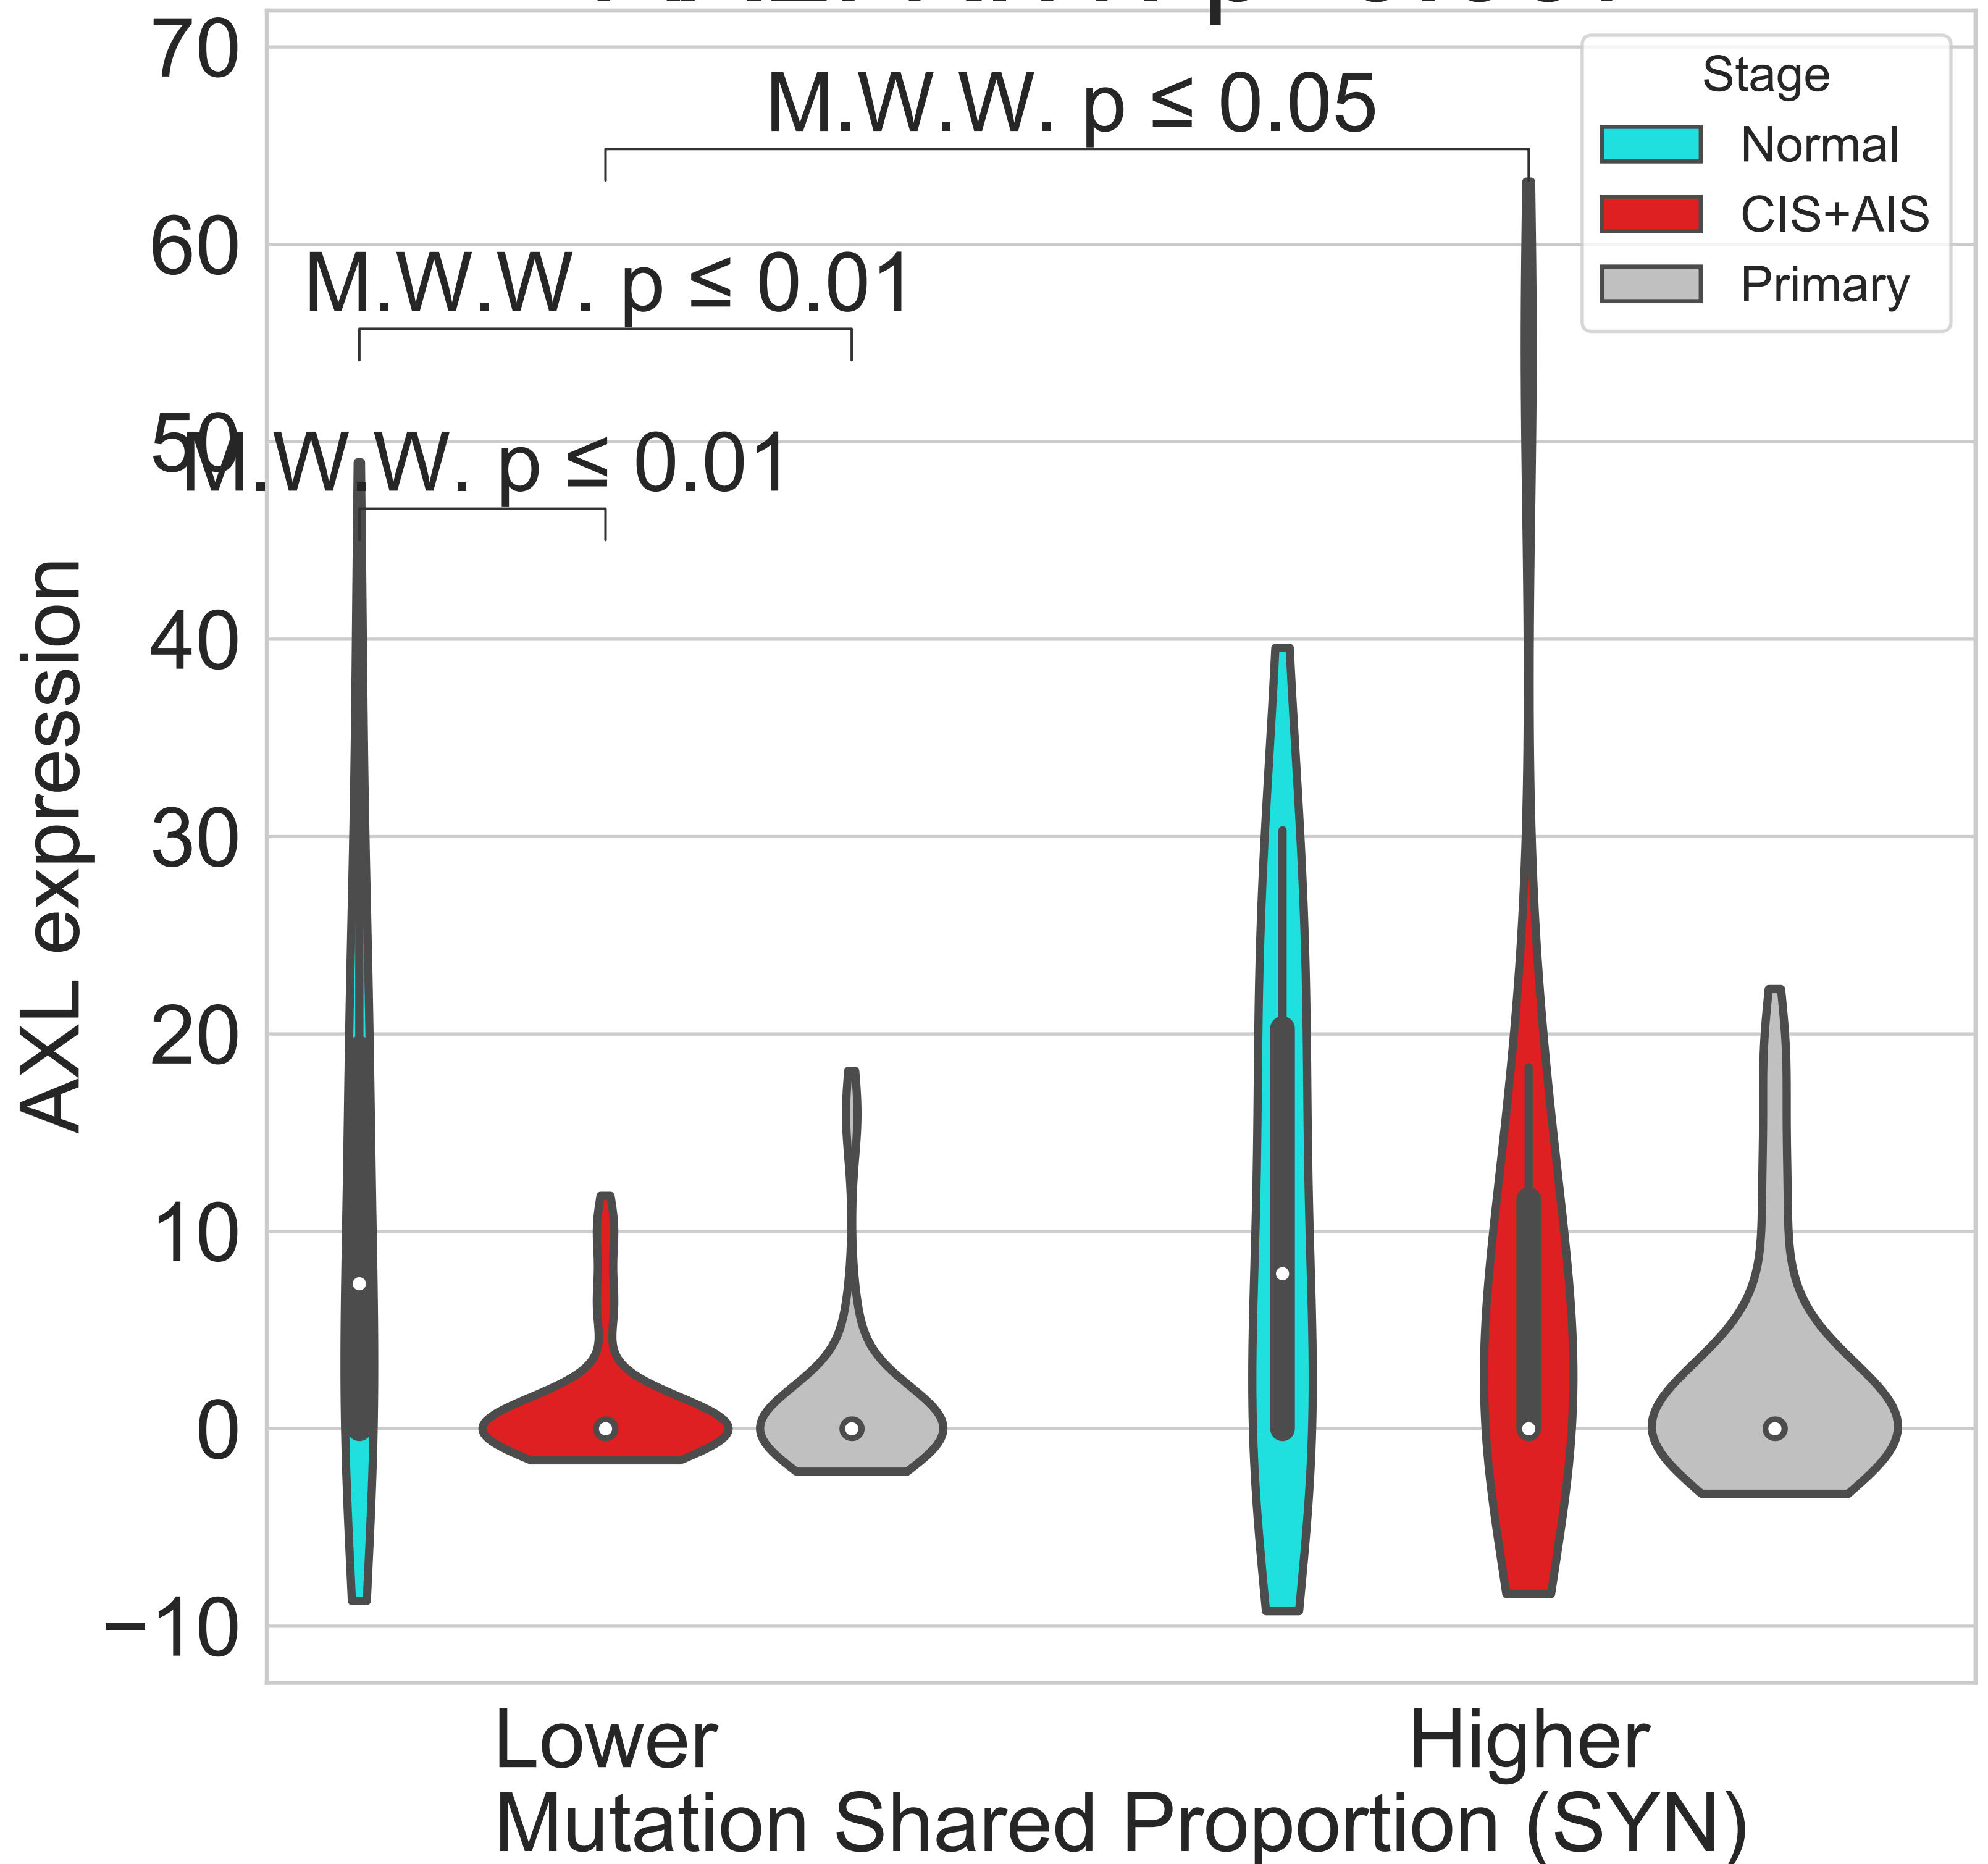 70
60
50
40
30
20
10
0
−10
AXL expression
M.W.W. p ≤ 0.05
M.W.W. p ≤ 0.01
M.W.W. p ≤ 0.01
Stage
Normal
CIS+AIS
Primary
Lower
Higher
Mutation Shared Proportion (SYN)